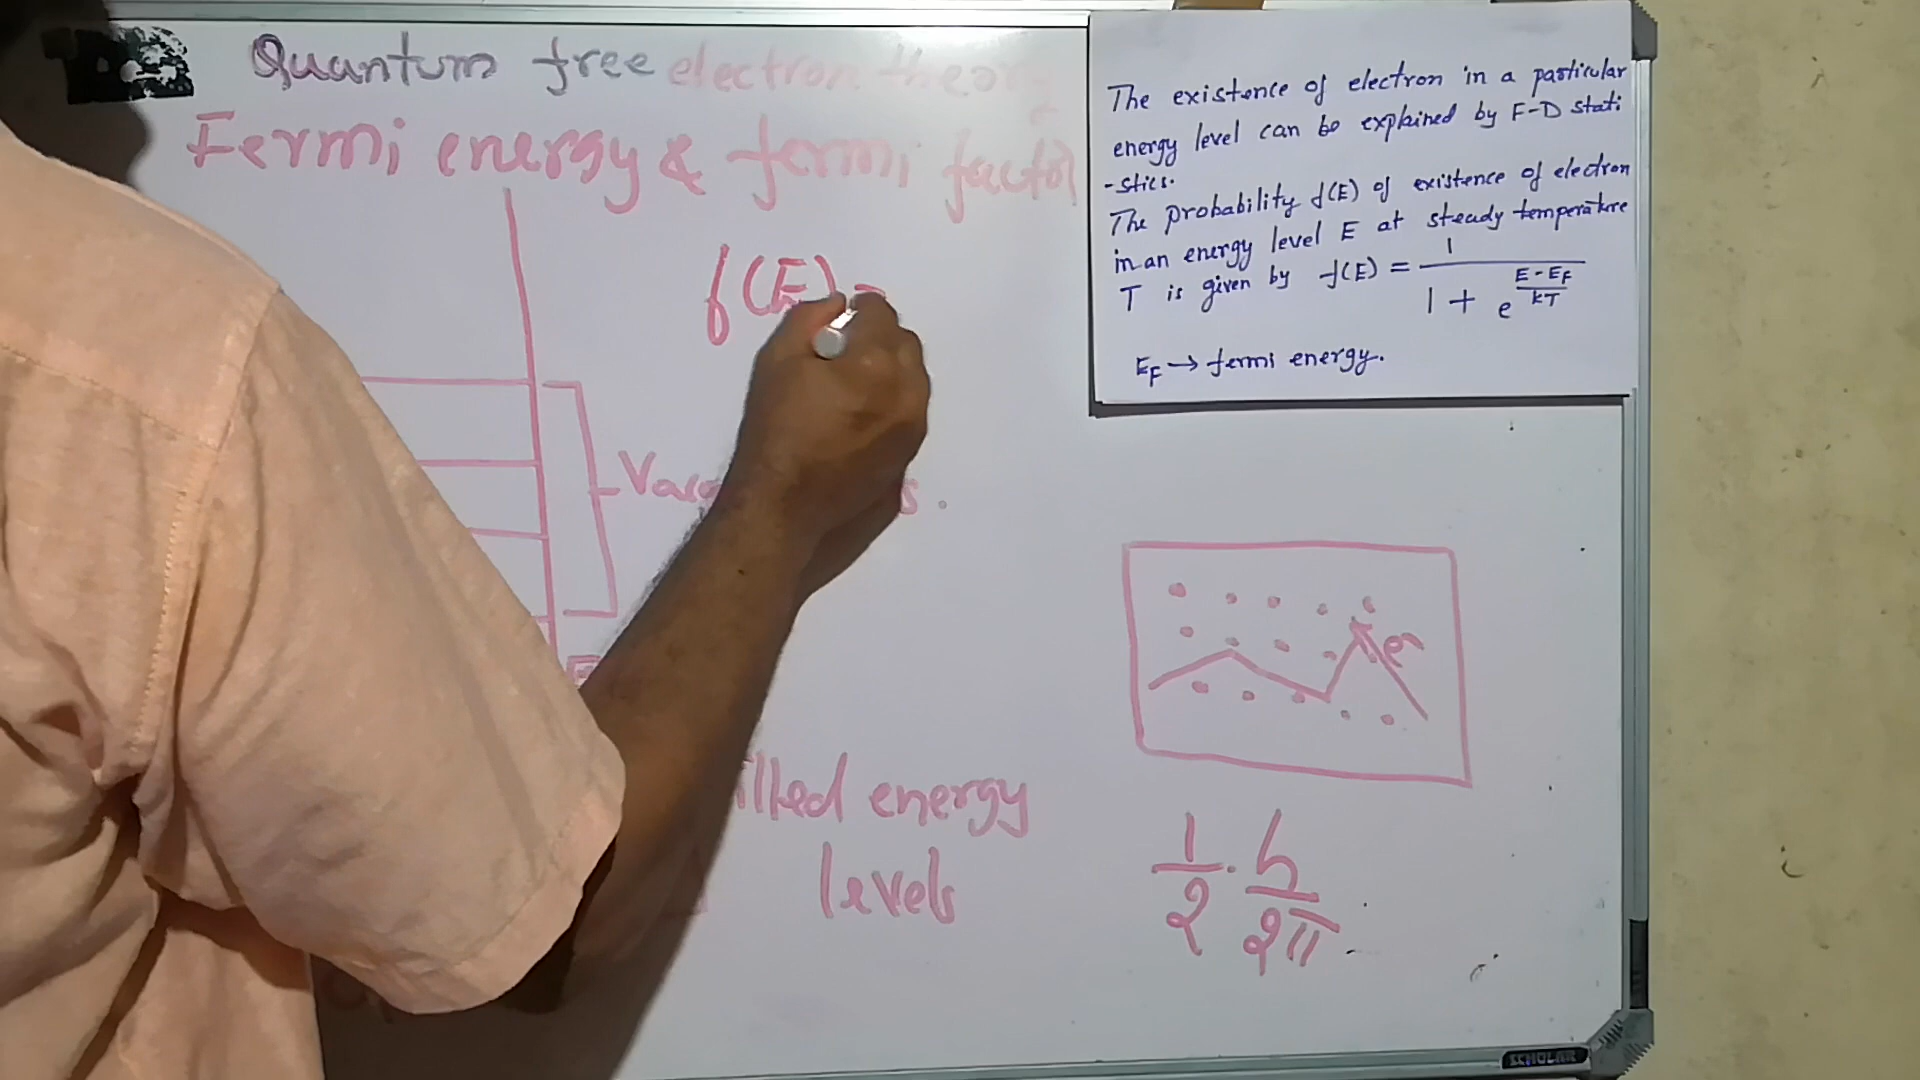 Quantum free electron theory
Fermi energy & fermi factor
f(E) =
levels
energy
The existence of electron in a particular
energy level can be explained by F-D stati
-stics.
The probability f(E) of existence of electron
in an energy level E at steady temperature
T is given by f(E) = 1 / 1 + e^(E-EF / kT)
EF → fermi energy.
e-
1/2 . h/2π
SCHOLAR